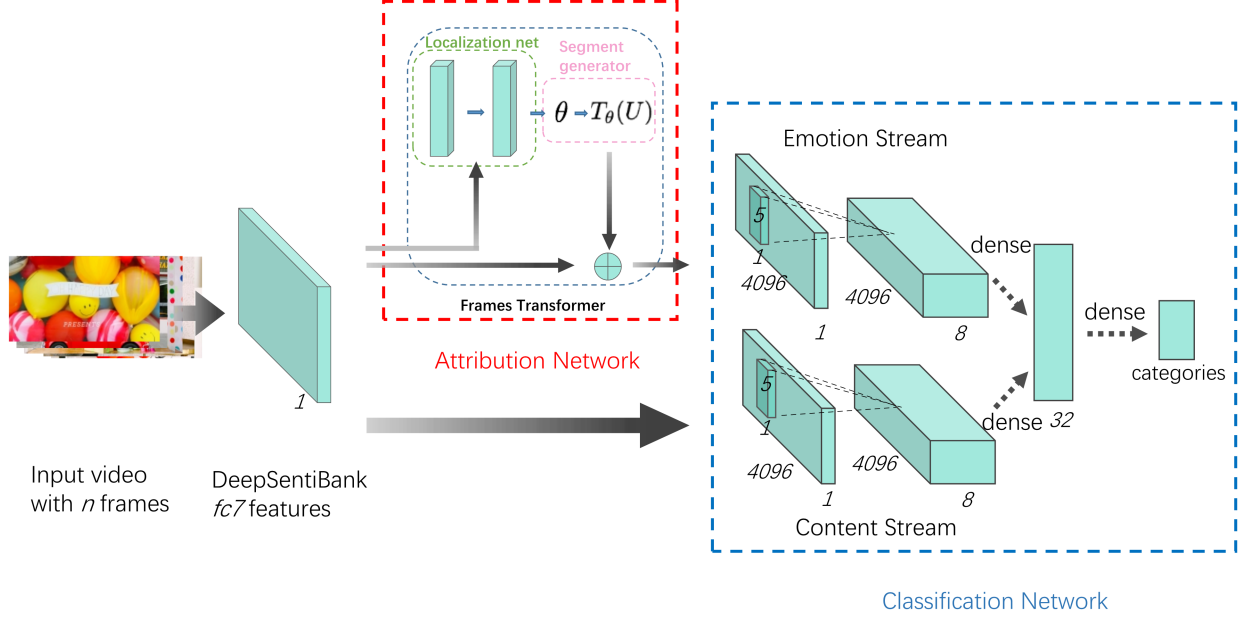 Localization net
Segment
generator
θ
T_θ(U)
Frames Transformer
Attribution Network
PRESENT
Input video
with n frames
1
DeepSentiBank
fc7 features
Emotion Stream
5
1
4096
1
4096
8
dense
dense
categories
5
1
4096
1
4096
8
dense
32
Content Stream
Classification Network